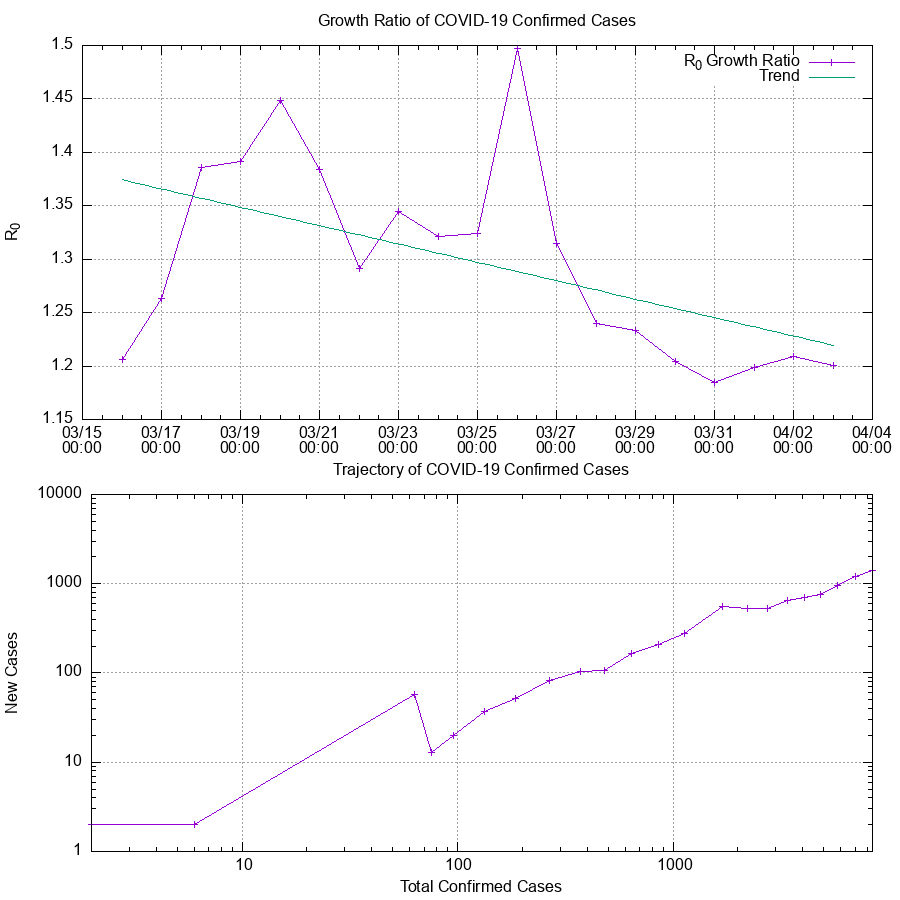 Growth Ratio of COVID-19 Confirmed Cases
1.5
1.45
1.4
1.35
1.3
1.25
1.2
1.15
R0
R0 Growth Ratio
Trend
03/15 03/17 03/19 03/21 03/23 03/25 03/27 03/29 03/31 04/02 04/04
00:00 00:00 00:00 00:00 00:00 00:00 00:00 00:00 00:00 00:00 00:00
Trajectory of COVID-19 Confirmed Cases
10000
1000
100
10
1
New Cases
10 100 1000
Total Confirmed Cases